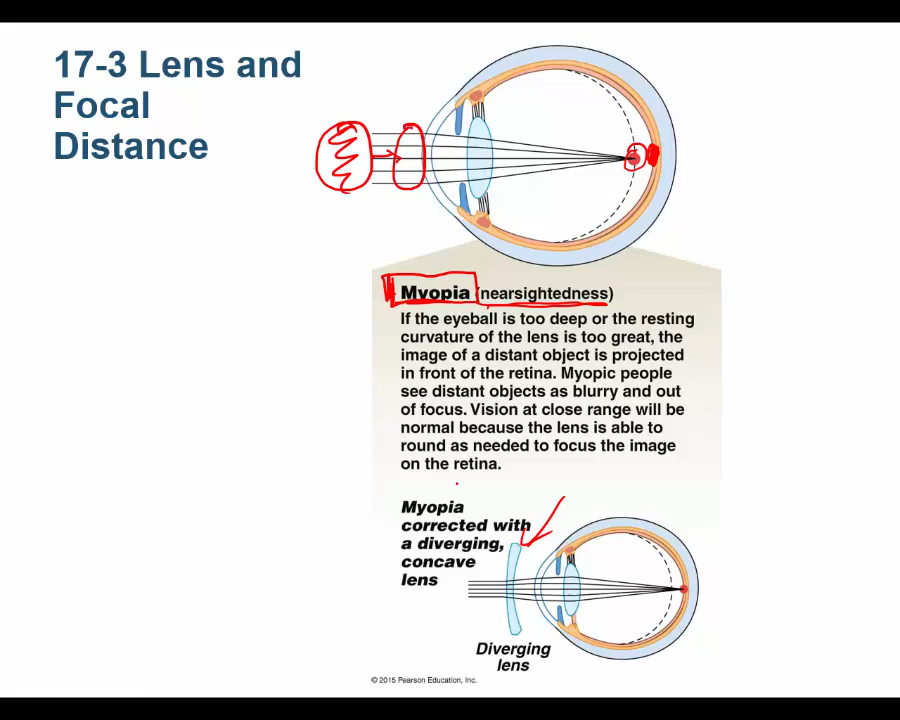 17-3 Lens and
Focal
Distance
Myopia (nearsightedness)
If the eyeball is too deep or the resting
curvature of the lens is too great, the
image of a distant object is projected
in front of the retina. Myopic people
see distant objects as blurry and out
of focus. Vision at close range will be
normal because the lens is able to
round as needed to focus the image
on the retina.
Myopia
corrected with
a diverging,
concave
lens
Diverging
lens
© 2015 Pearson Education, Inc.